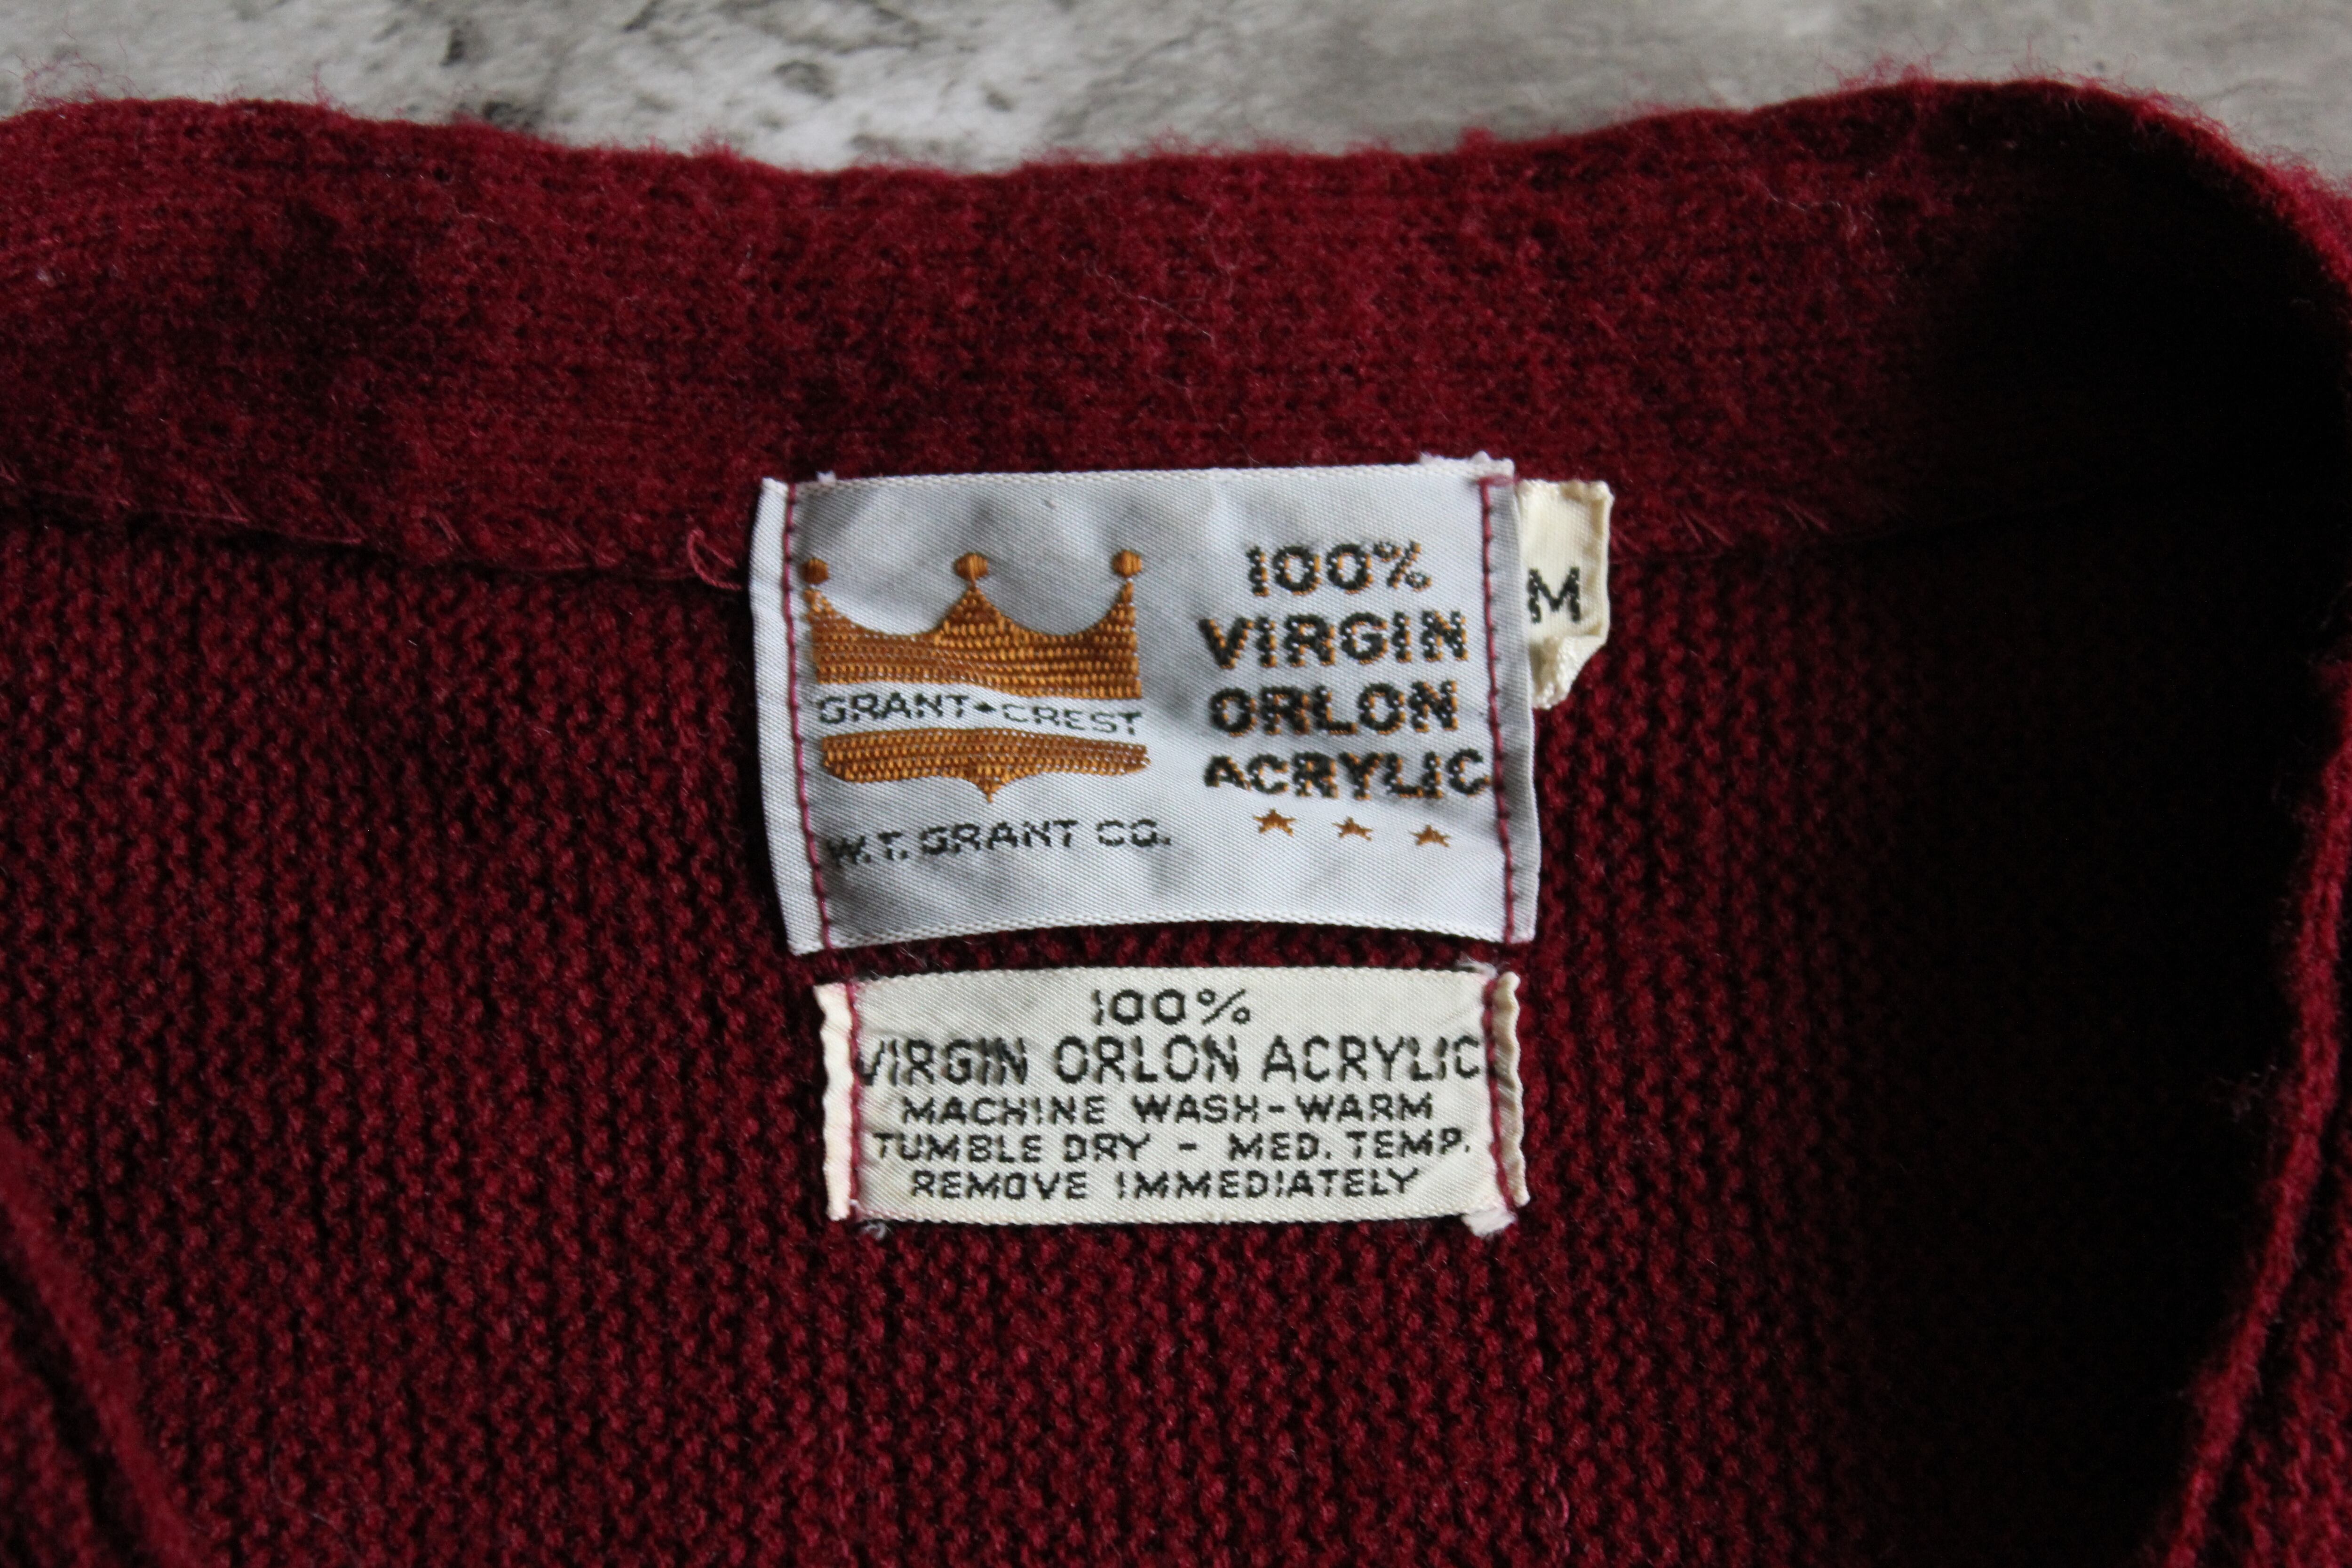 GRANT◆CREST
W.T. GRANT CO.
100%
VIRGIN
ORLON
ACRYLIC
M
100%
VIRGIN ORLON ACRYLIC
MACHINE WASH-WARM
TUMBLE DRY - MED. TEMP.
REMOVE IMMEDIATELY